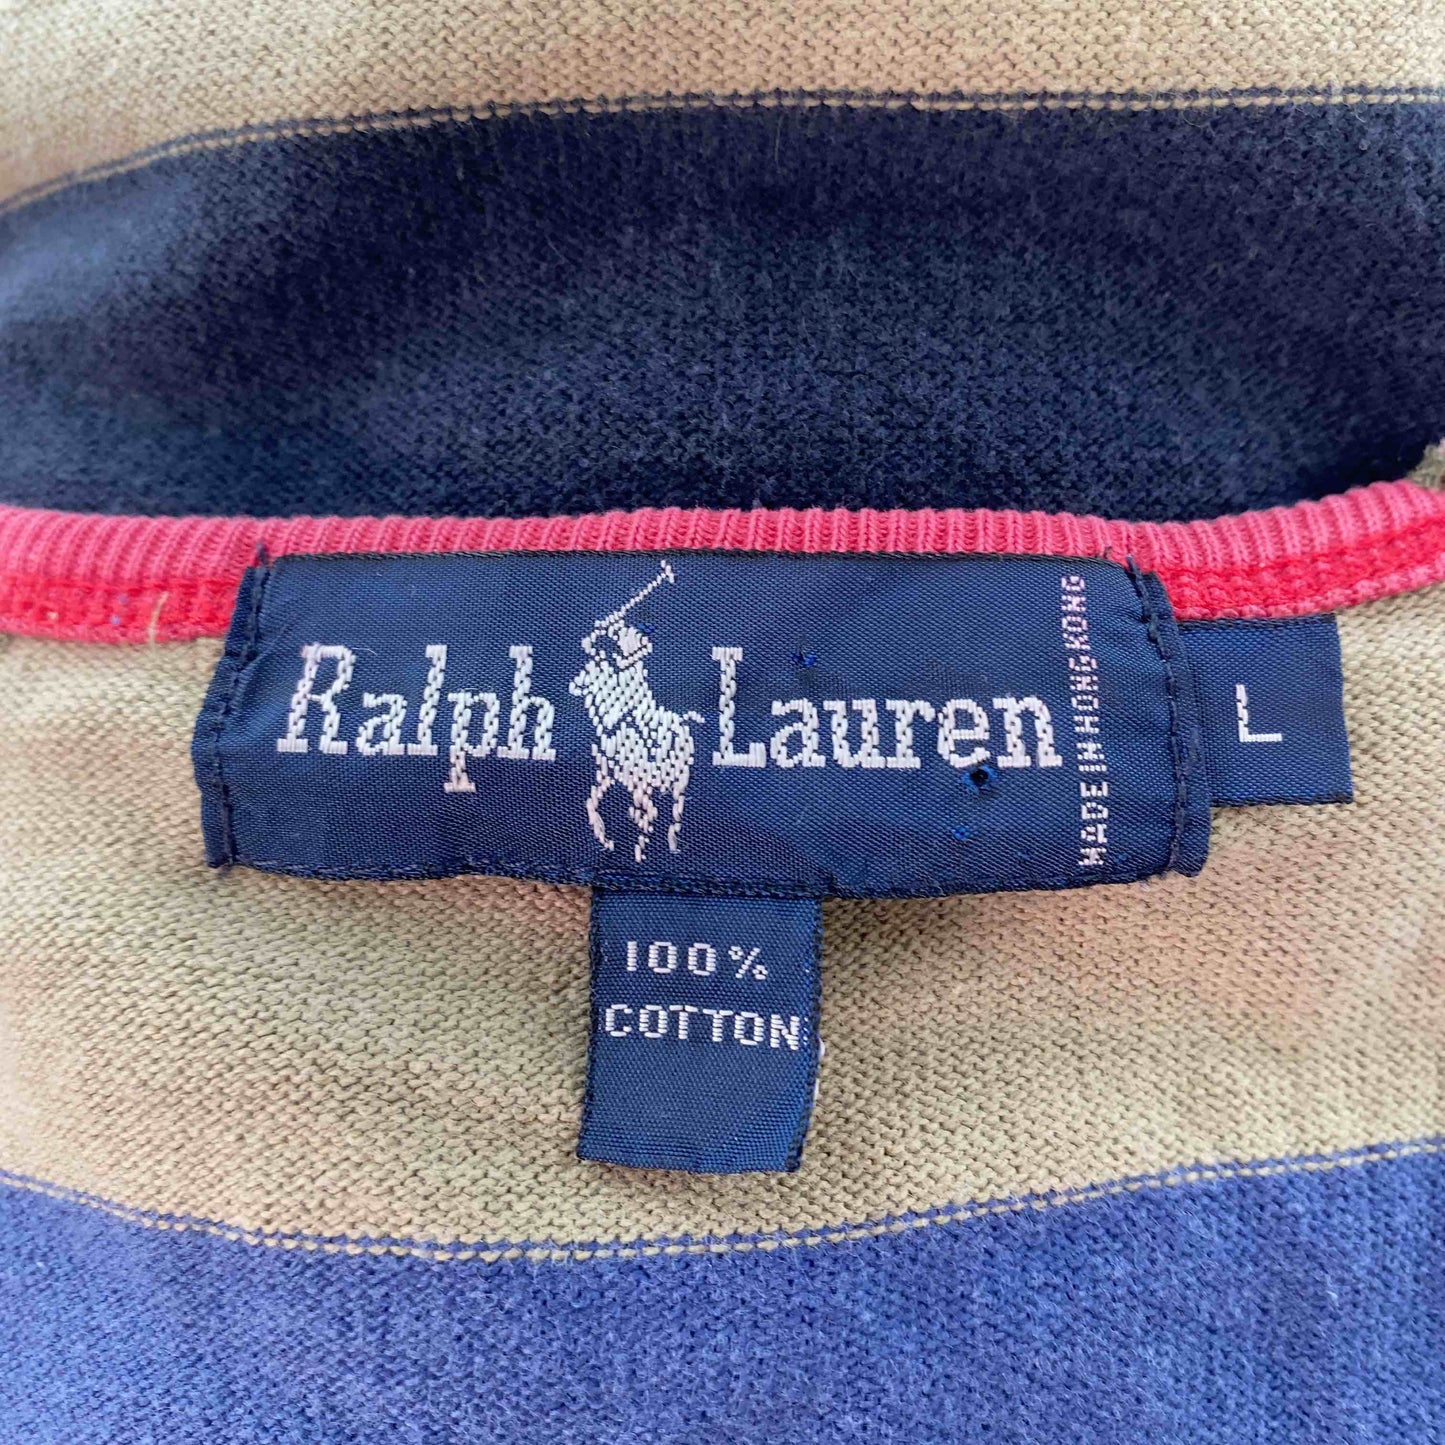 Ralph Lauren
MADE IN HONG KONG
L
100%
COTTON